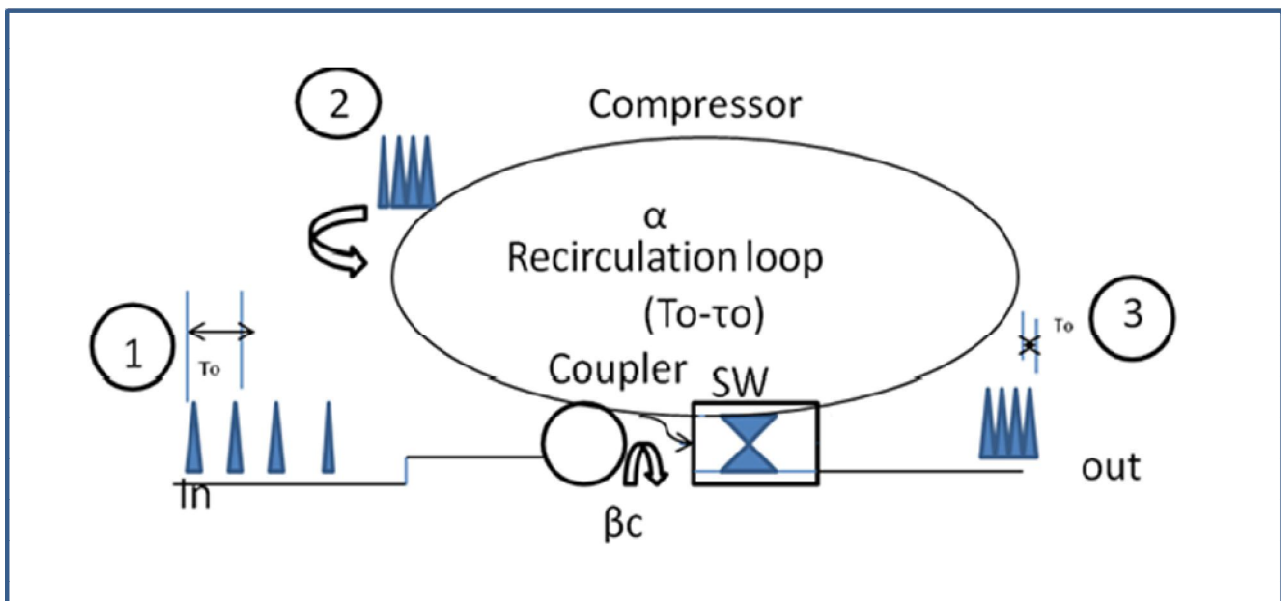 2
Compressor
α
Recirculation loop
(To-τo)
1
To
3
To
Coupler
SW
In
out
βc